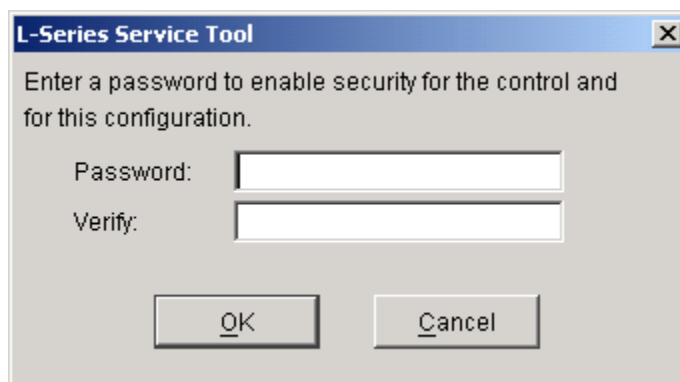 L-Series Service Tool
Enter a password to enable security for the control and
for this configuration.
Password:
Verify:
OK Cancel